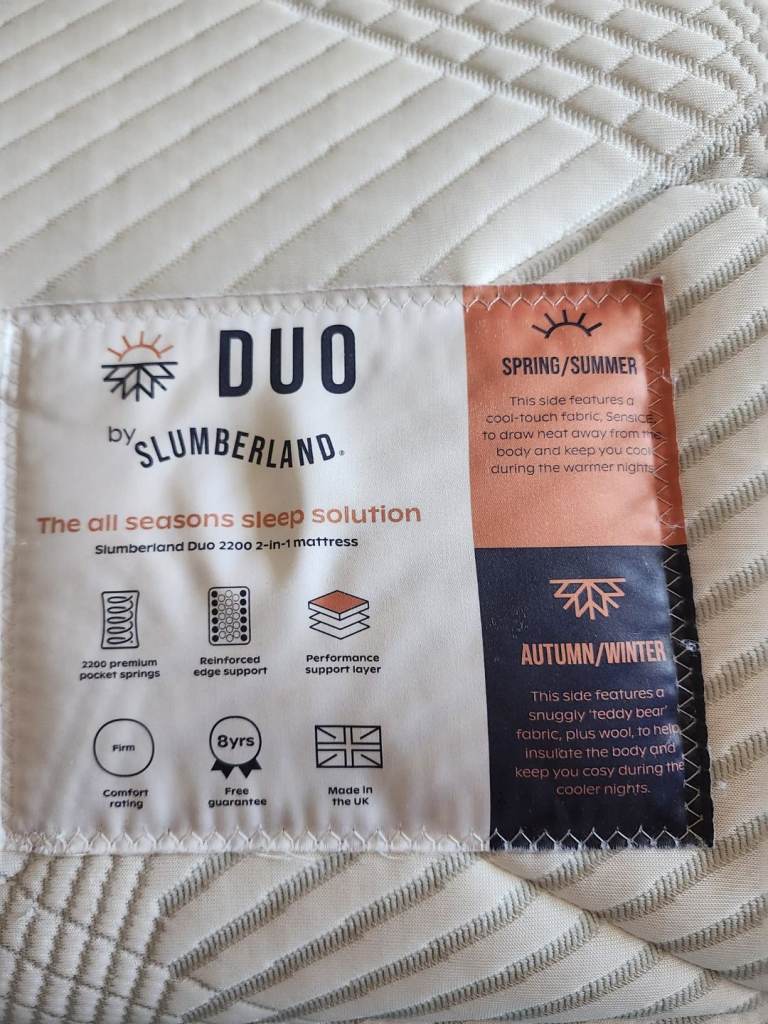 DUO
by SLUMBERLAND®
The all seasons sleep solution
Slumberland Duo 2200 2-in-1 mattress
2200 premium
pocket springs
Reinforced
edge support
Performance
support layer
Firm
Comfort
rating
8yrs
Free
guarantee
Made in
the UK
SPRING/SUMMER
This side features a
cool-touch fabric, SensICE,
to draw heat away from the
body and keep you cool
during the warmer nights.
AUTUMN/WINTER
This side features a
snuggly 'teddy bear'
fabric, plus wool, to help
insulate the body and
keep you cosy during the
cooler nights.